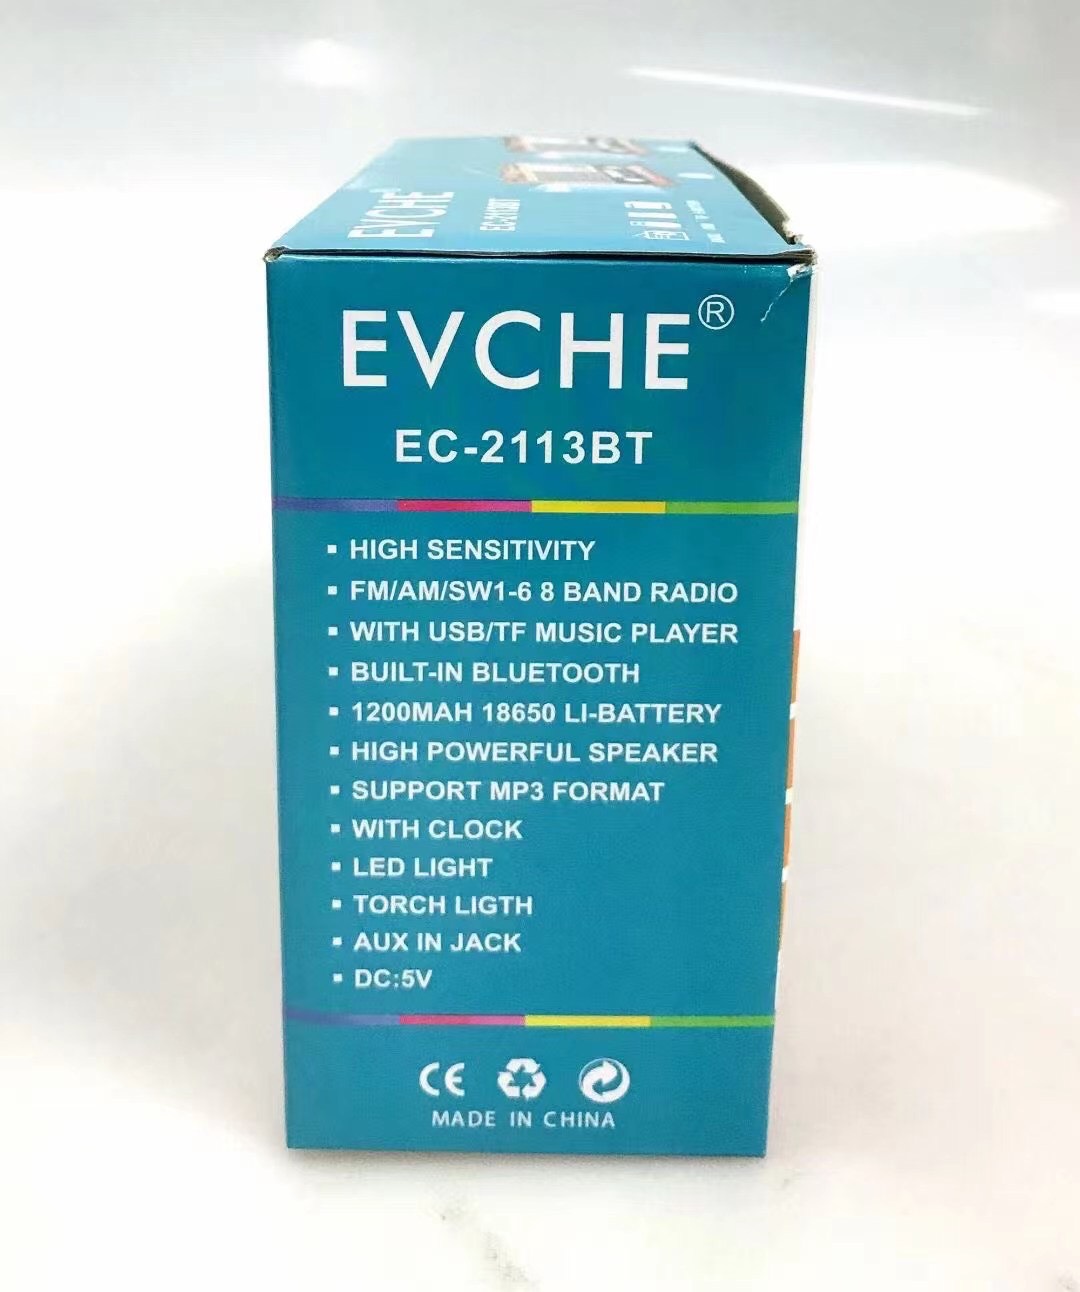 EVCHE
EC-2113BT
EVCHE®
EC-2113BT
▪ HIGH SENSITIVITY
▪ FM/AM/SW1-6 8 BAND RADIO
▪ WITH USB/TF MUSIC PLAYER
▪ BUILT-IN BLUETOOTH
▪ 1200MAH 18650 LI-BATTERY
▪ HIGH POWERFUL SPEAKER
▪ SUPPORT MP3 FORMAT
▪ WITH CLOCK
▪ LED LIGHT
▪ TORCH LIGTH
▪ AUX IN JACK
▪ DC:5V
CE
MADE IN CHINA